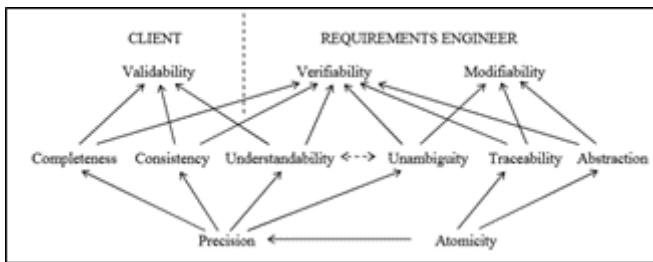 CLIENT REQUIREMENTS ENGINEER
Validability Verifiability Modifiability
Completeness Consistency Understandability Unambiguity Traceability Abstraction
Precision Atomicity